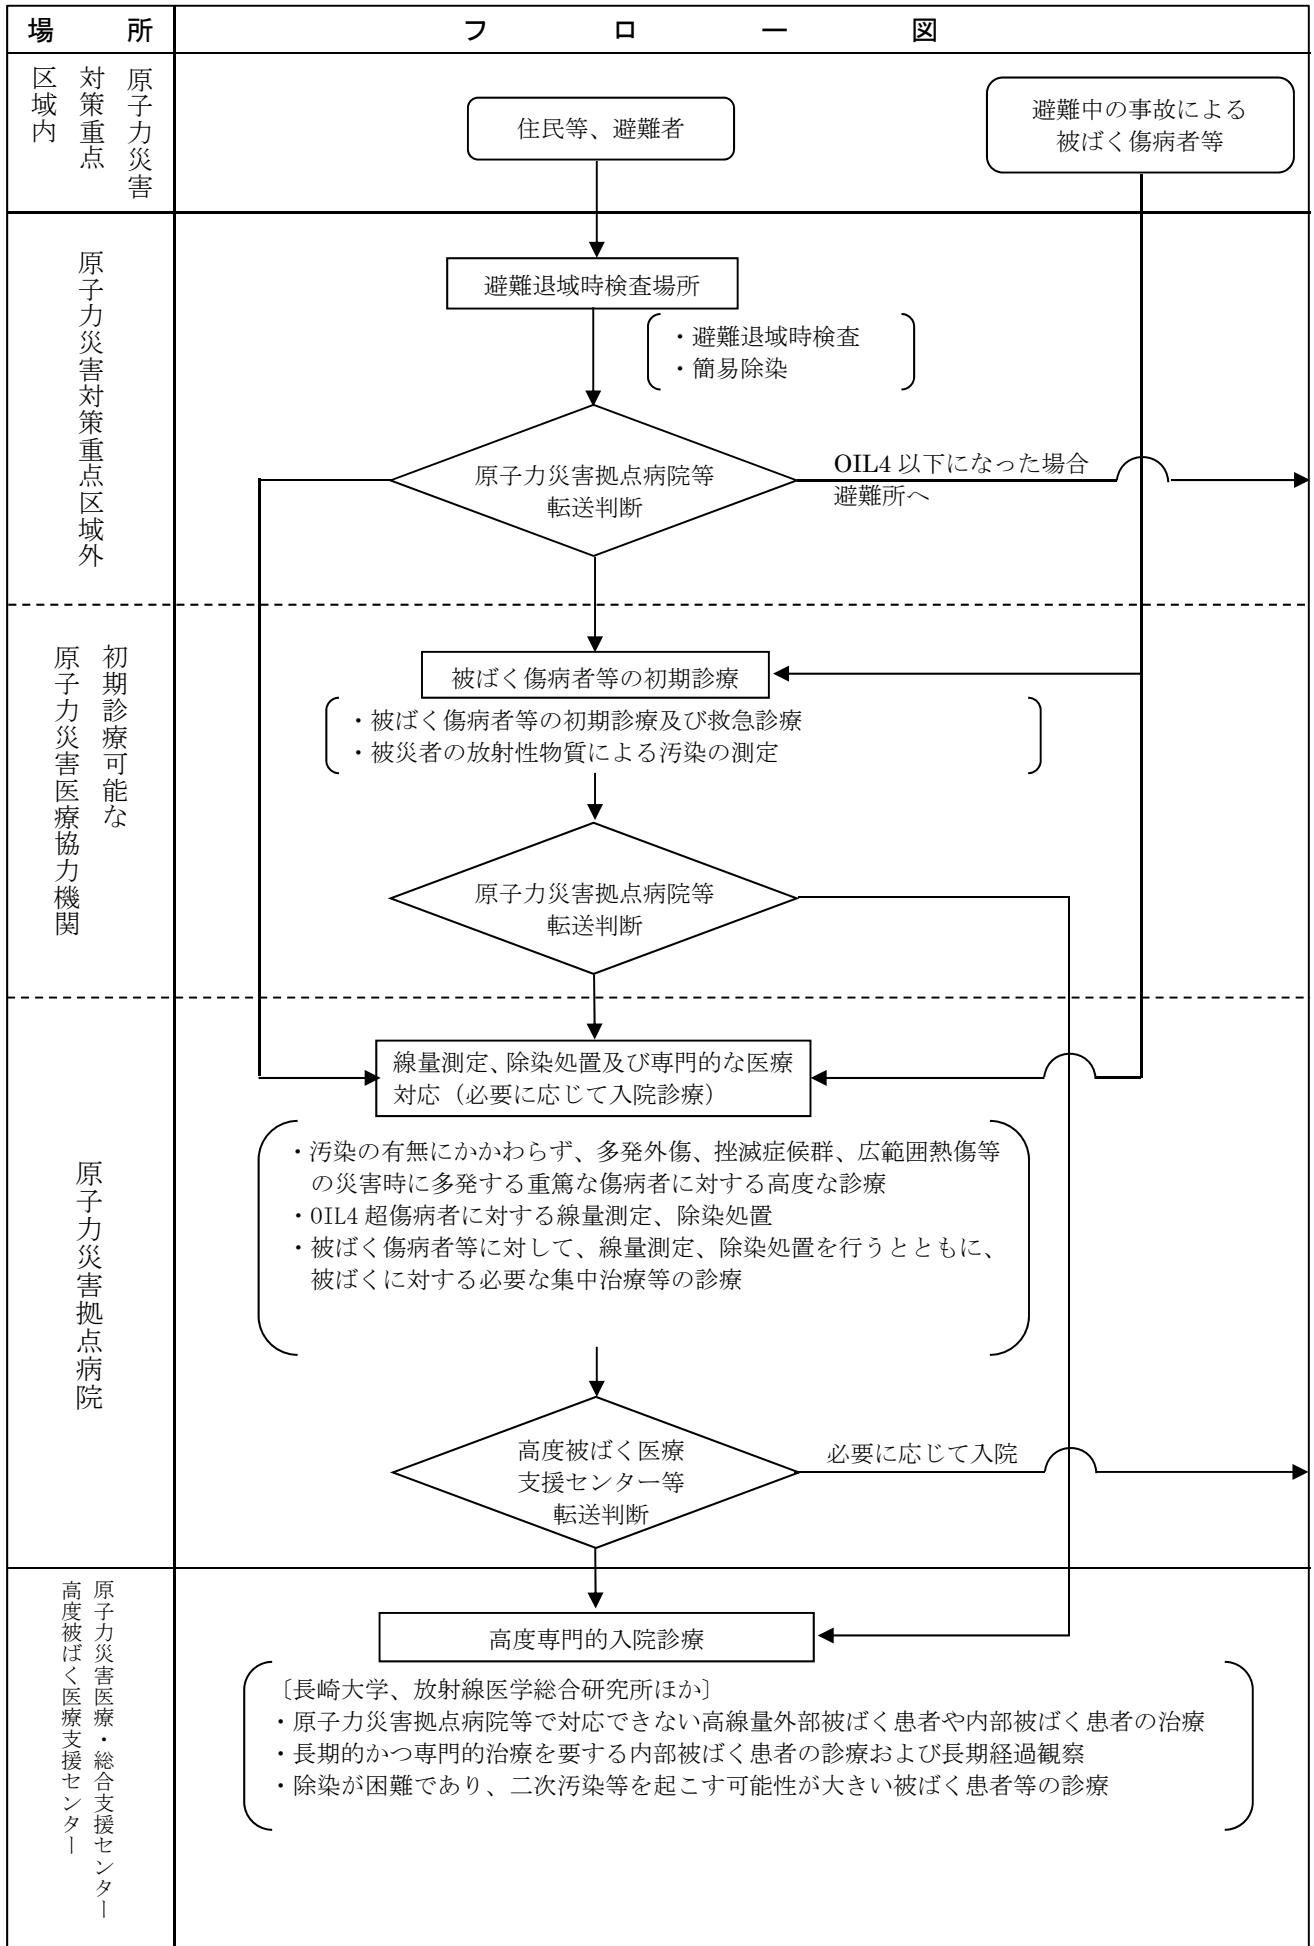 場 所
フ ロ ー 図
原子力災害
対策重点
区域内
住民等、避難者
避難中の事故による
被ばく傷病者等
原子力災害対策重点区域外
避難退域時検査場所
・避難退域時検査
・簡易除染
原子力災害拠点病院等
転送判断
OIL4 以下になった場合
避難所へ
初期診療可能な
原子力災害医療協力機関
被ばく傷病者等の初期診療
・被ばく傷病者等の初期診療及び救急診療
・被災者の放射性物質による汚染の測定
原子力災害拠点病院等
転送判断
原子力災害拠点病院
線量測定、除染処置及び専門的な医療
対応（必要に応じて入院診療）
・汚染の有無にかかわらず、多発外傷、挫滅症候群、広範囲熱傷等
の災害時に多発する重篤な傷病者に対する高度な診療
・OIL4 超傷病者に対する線量測定、除染処置
・被ばく傷病者等に対して、線量測定、除染処置を行うとともに、
被ばくに対する必要な集中治療等の診療
高度被ばく医療
支援センター等
転送判断
必要に応じて入院
原子力災害医療・総合支援センター
高度被ばく医療支援センター
高度専門的入院診療
〔長崎大学、放射線医学総合研究所ほか〕
・原子力災害拠点病院等で対応できない高線量外部被ばく患者や内部被ばく患者の治療
・長期的かつ専門的治療を要する内部被ばく患者の診療および長期経過観察
・除染が困難であり、二次汚染等を起こす可能性が大きい被ばく患者等の診療